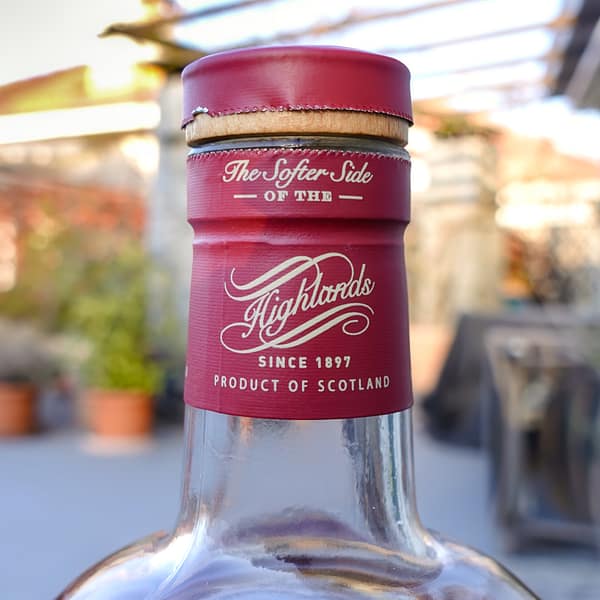 The Softer Side
OF THE
Highlands
SINCE 1897
PRODUCT OF SCOTLAND